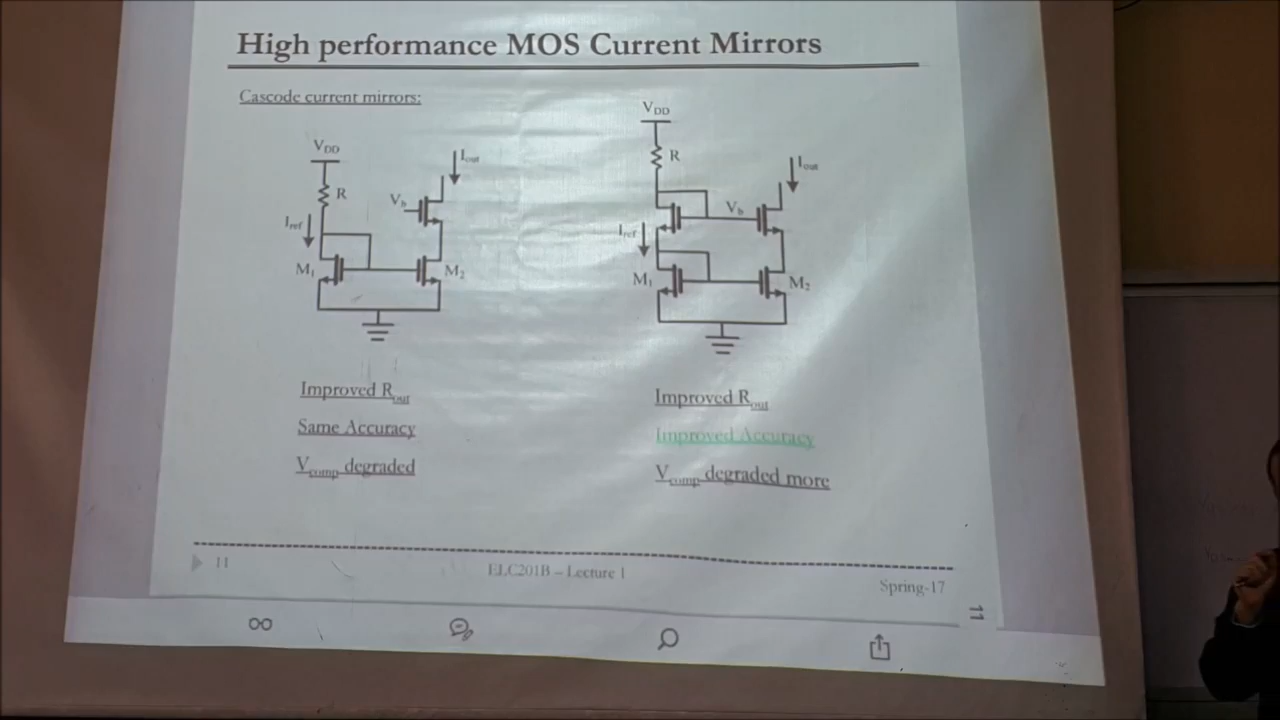 High performance MOS Current Mirrors
Cascode current mirrors:
VDD
R
Iref
M1
Vb
Iout
M2
VDD
R
Iref
M1
Vb
Iout
M2
Improved Rout
Same Accuracy
Vcomp degraded
Improved Rout
Improved Accuracy
Vcomp degraded more
11
ELC201B – Lecture 1
Spring-17
11